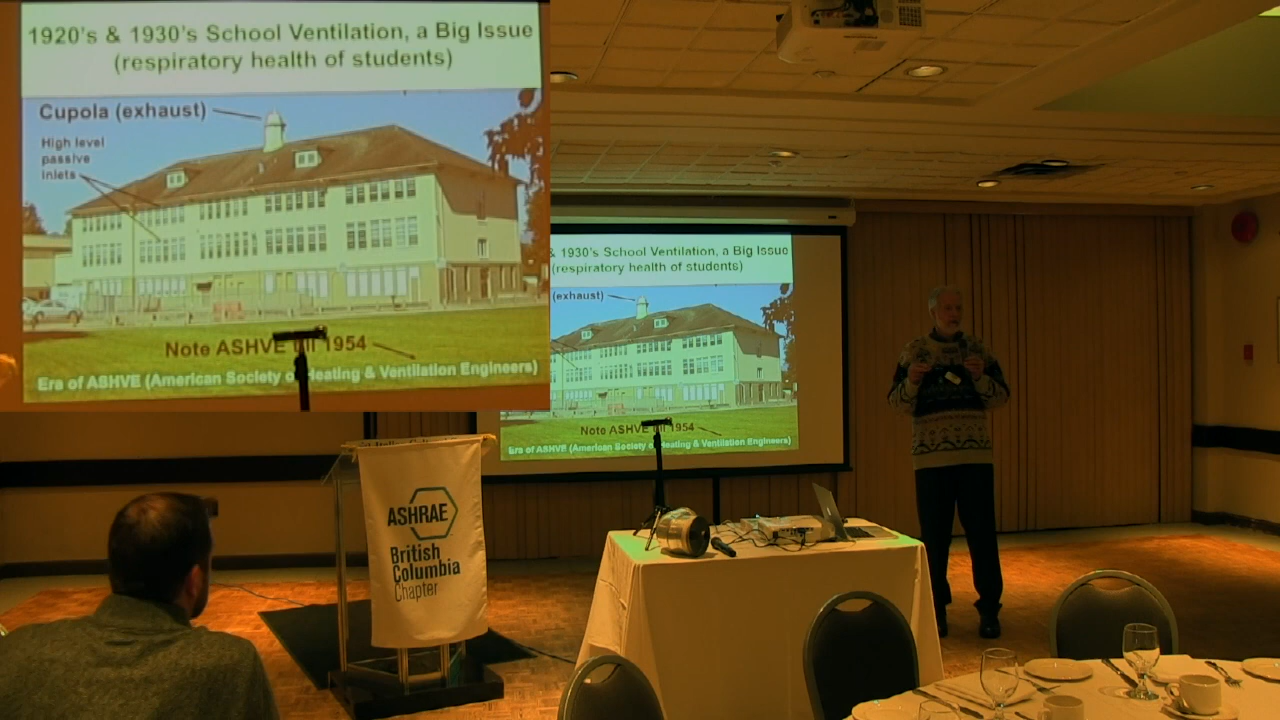 1920's & 1930's School Ventilation, a Big Issue
(respiratory health of students)
Cupola (exhaust)
High level
passive
inlets
Note ASHVE till 1954
Era of ASHVE (American Society of Heating & Ventilation Engineers)
& 1930's School Ventilation, a Big Issue
(respiratory health of students)
(exhaust)
Note ASHVE till 1954
Era of ASHVE (American Society of Heating & Ventilation Engineers)
ASHRAE
British
Columbia
Chapter